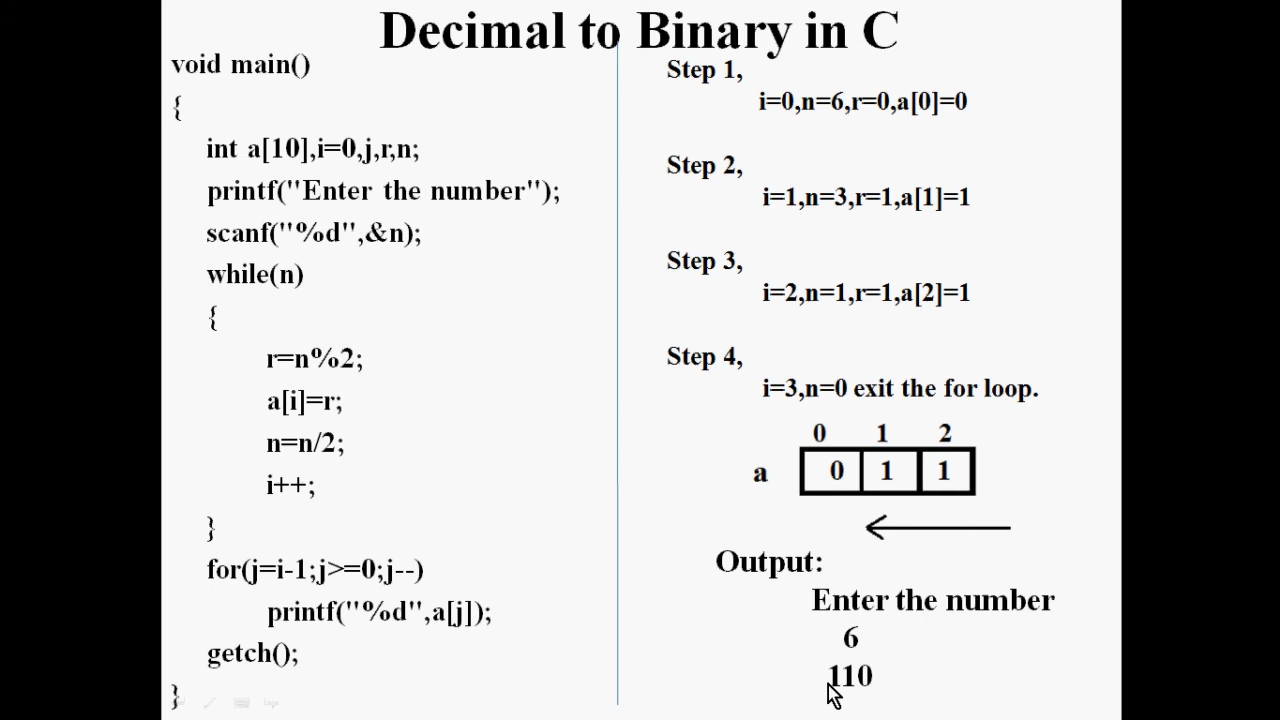 Decimal to Binary in C
void main()
{
int a[10],i=0,j,r,n;
printf("Enter the number");
scanf("%d",&n);
while(n)
{
r=n%2;
a[i]=r;
n=n/2;
i++;
}
for(j=i-1;j>=0;j--)
printf("%d",a[j]);
getch();
}
Step 1,
i=0,n=6,r=0,a[0]=0
Step 2,
i=1,n=3,r=1,a[1]=1
Step 3,
i=2,n=1,r=1,a[2]=1
Step 4,
i=3,n=0 exit the for loop.
0 1 2
a 0 1 1
Output:
Enter the number
6
110